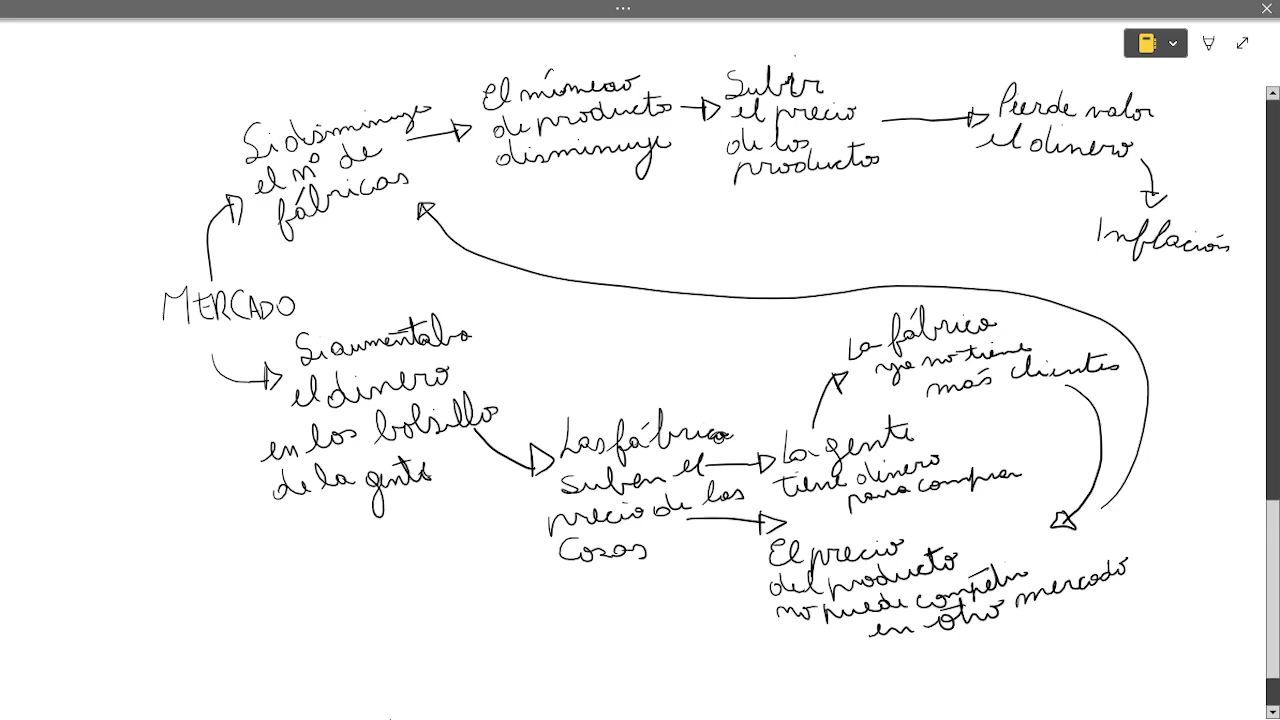 Si disminuye
el nº de
fábricas
El número
de producto
disminuye
Subir
el precio
de los
productos
Pierde valor
el dinero
Inflación
MERCADO
Si aumentaba
el dinero
en los bolsillo
de la gente
Las fábricas
suben el
precio de las
cosas
La fábrica
ya no tiene
más clientes
La gente
tiene dinero
para comprar
El precio
del producto
no puede competir
en otro mercado